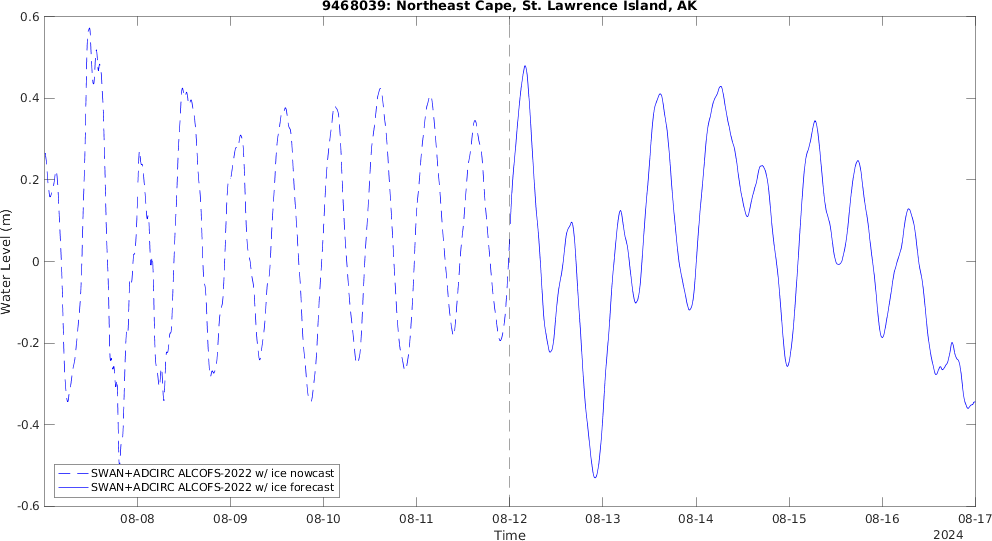 9468039: Northeast Cape, St. Lawrence Island, AK
0.6
0.4
0.2
0
-0.2
-0.4
-0.6
Water Level (m)
SWAN+ADCIRC ALCOFS-2022 w/ ice nowcast
SWAN+ADCIRC ALCOFS-2022 w/ ice forecast
08-08 08-09 08-10 08-11 08-12 08-13 08-14 08-15 08-16 08-17
Time
2024